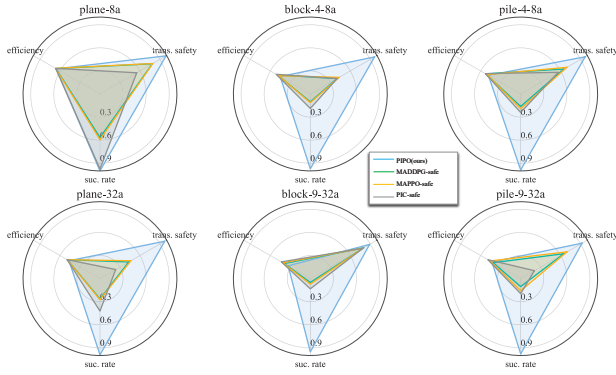 plane-8a
block-4-8a
pile-4-8a
efficiency
trans. safety
efficiency
trans. safety
efficiency
trans. safety
0.3
0.6
0.9
0.3
0.6
0.9
0.3
0.6
0.9
suc. rate
suc. rate
suc. rate
PIPO(ours)
MADDPG-safe
MAPPO-safe
PIC-safe
plane-32a
block-9-32a
pile-9-32a
efficiency
trans. safety
efficiency
trans. safety
efficiency
trans. safety
0.3
0.6
0.9
0.3
0.6
0.9
0.3
0.6
0.9
suc. rate
suc. rate
suc. rate